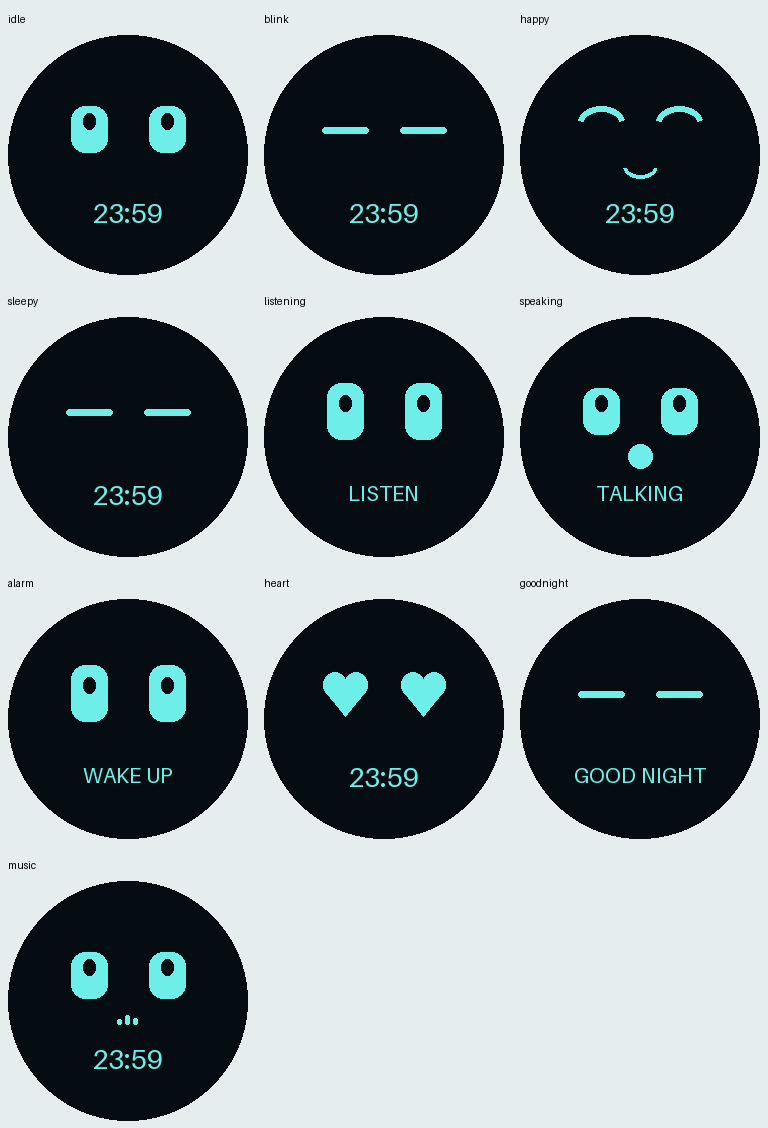 idle
blink
happy
23:59
23:59
23:59
sleepy
listening
speaking
23:59
LISTEN
TALKING
alarm
heart
goodnight
WAKE UP
23:59
GOOD NIGHT
music
23:59